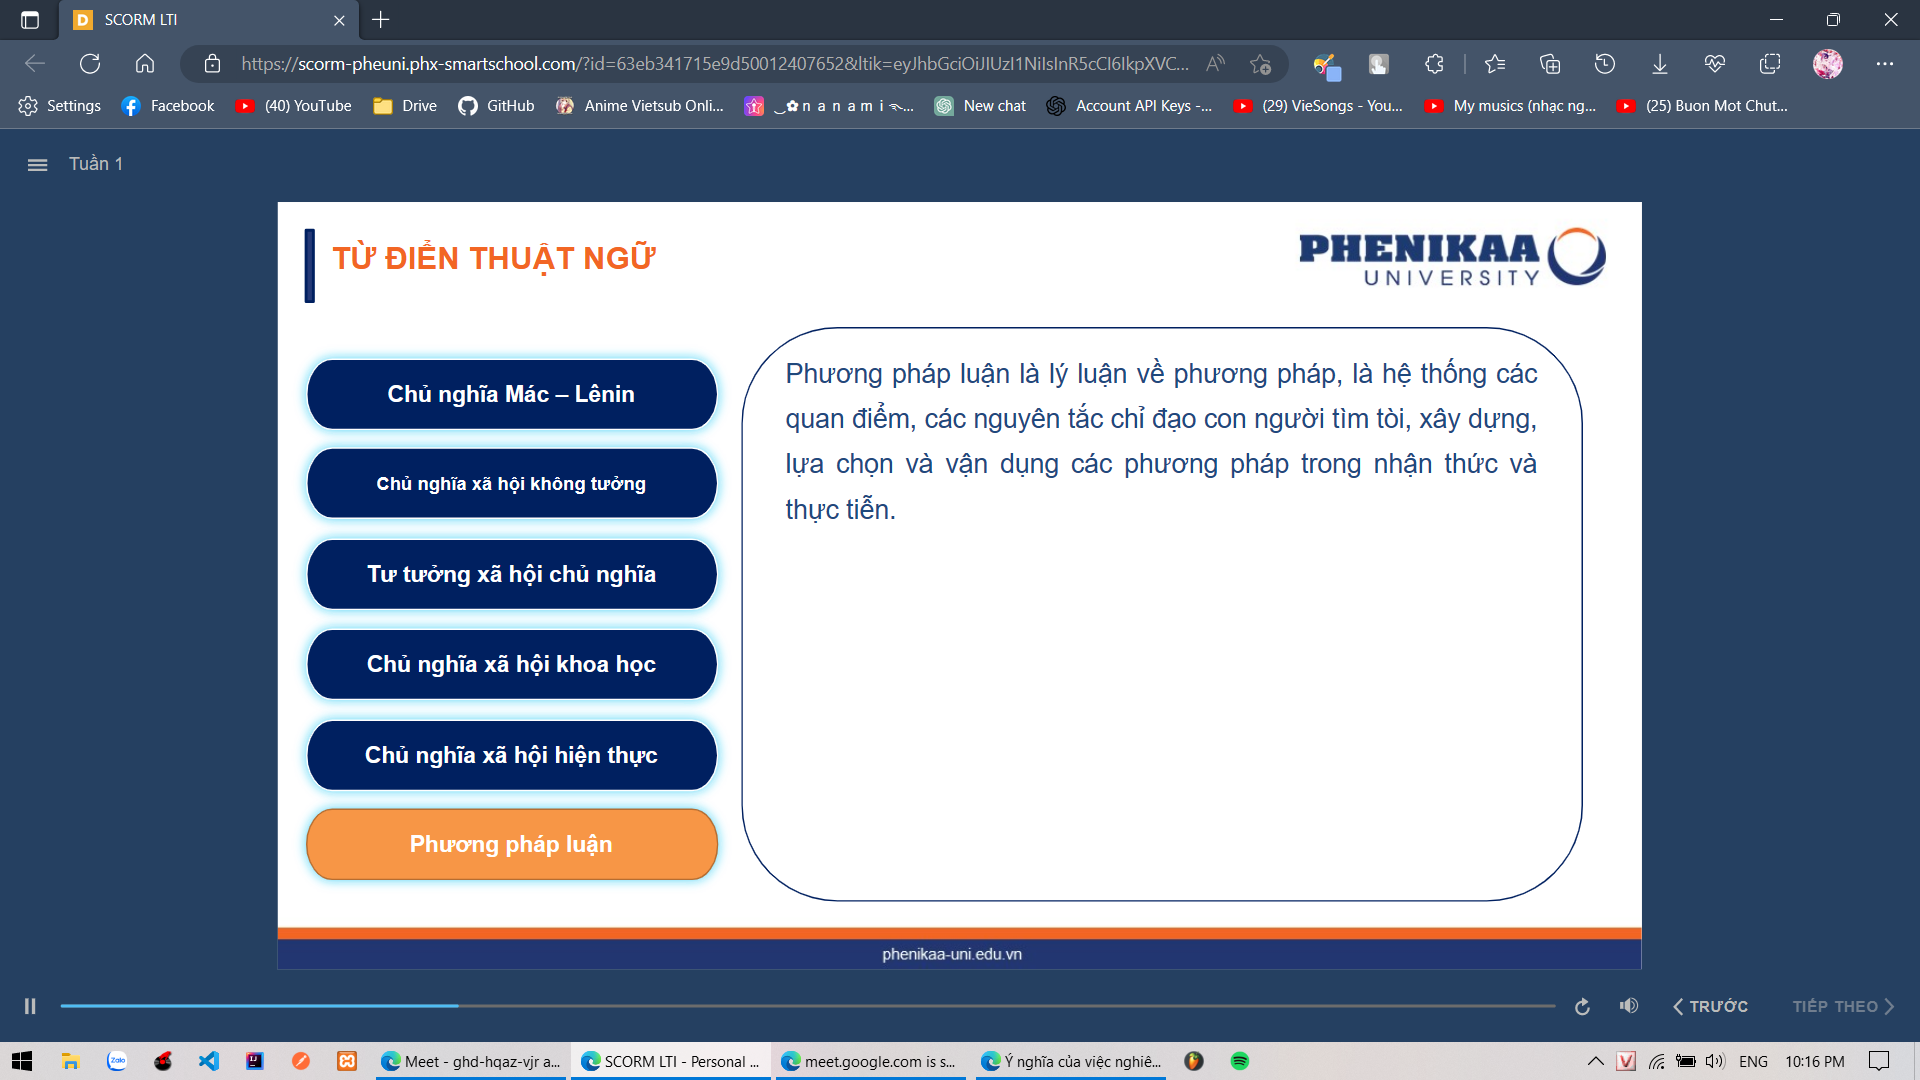 SCORM LTI
https://scorm-pheuni.phx-smartschool.com/?id=63eb341715e9d50012407652&ltik=eyJhbGciOiJIUzI1NiIsInR5cCI6IkpXVC...
Settings Facebook (40) YouTube Drive GitHub Anime Vietsub Onli... n a n a m i ... New chat Account API Keys -... (29) VieSongs - You... My musics (nhạc ng... (25) Buon Mot Chut...
Tuần 1
TỪ ĐIỂN THUẬT NGỮ
PHENIKAA
UNIVERSITY
Chủ nghĩa Mác – Lênin
Chủ nghĩa xã hội không tưởng
Tư tưởng xã hội chủ nghĩa
Chủ nghĩa xã hội khoa học
Chủ nghĩa xã hội hiện thực
Phương pháp luận
Phương pháp luận là lý luận về phương pháp, là hệ thống các
quan điểm, các nguyên tắc chỉ đạo con người tìm tòi, xây dựng,
lựa chọn và vận dụng các phương pháp trong nhận thức và
thực tiễn.
phenikaa-uni.edu.vn
TRƯỚC TIẾP THEO
Zalo Meet - ghd-hqaz-vjr a... SCORM LTI - Personal ... meet.google.com is s... Ý nghĩa của việc nghiê... ENG 10:16 PM